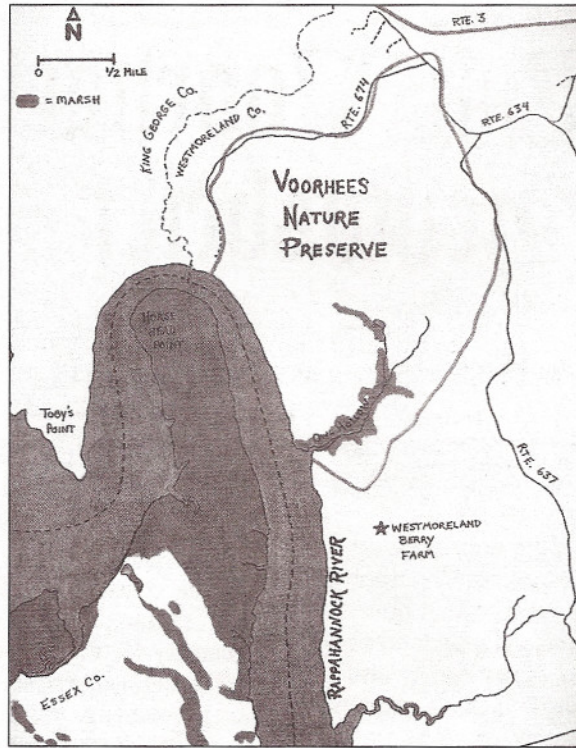 N
0 1/2 MILE
= MARSH
RTE. 3
KING GEORGE CO.
WESTMORELAND CO.
RTE. 674
RTE. 634
VOORHEES
NATURE
PRESERVE
HORSE
HEAD
POINT
TOBY'S
POINT
RTE. 637
WESTMORELAND
BERRY
FARM
RAPPAHANNOCK RIVER
ESSEX CO.